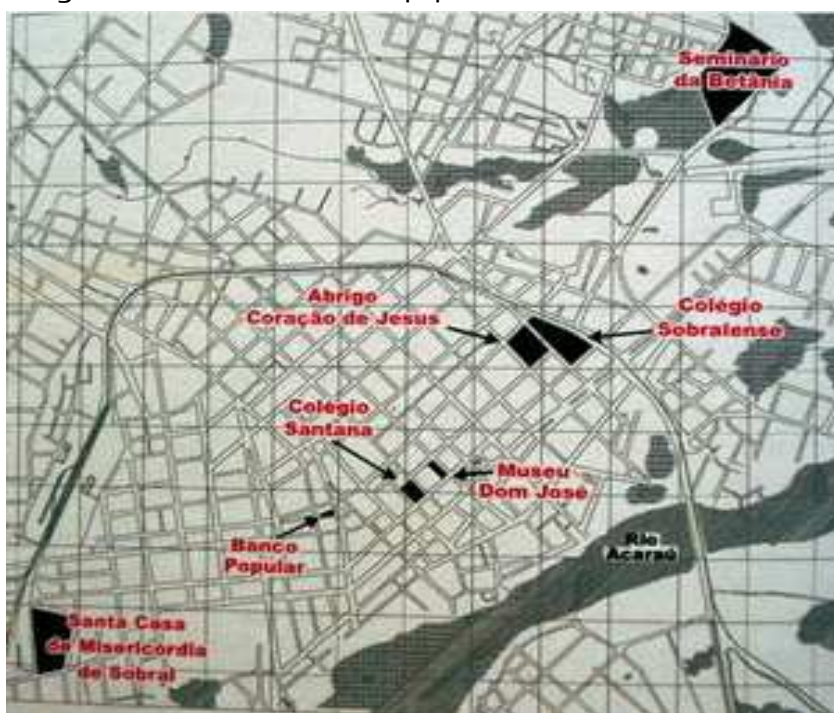 Seminário
da Betânia
Abrigo
Coração de Jesus
Colégio
Sobralense
Colégio
Santana
Museu
Dom José
Banco
Popular
Rio
Acaraú
Santa Casa
de Misericórdia
de Sobral